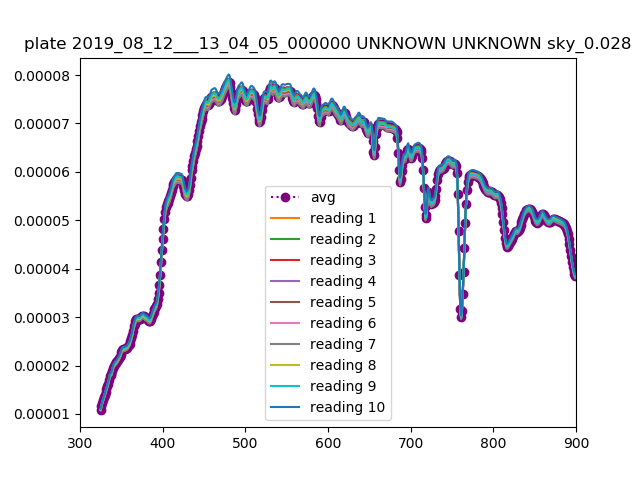 plate 2019_08_12___13_04_05_000000 UNKNOWN UNKNOWN sky_0.028
0.00008
0.00007
0.00006
0.00005
0.00004
0.00003
0.00002
0.00001
avg
reading 1
reading 2
reading 3
reading 4
reading 5
reading 6
reading 7
reading 8
reading 9
reading 10
300 400 500 600 700 800 900